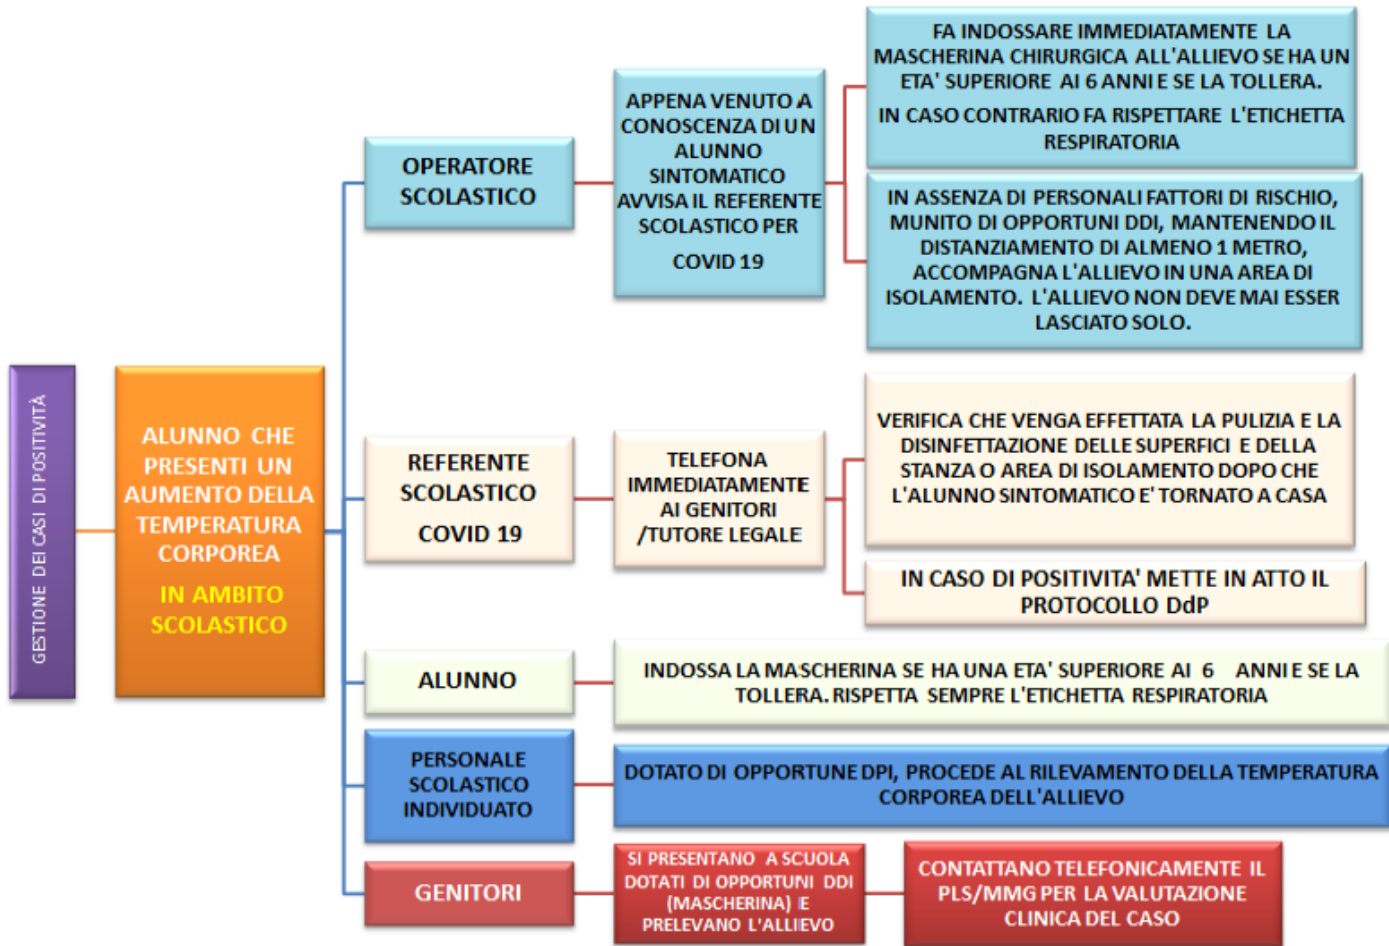 GESTIONE DEI CASI DI POSITIVITÀ
ALUNNO CHE
PRESENTI UN
AUMENTO DELLA
TEMPERATURA
CORPOREA
IN AMBITO
SCOLASTICO
OPERATORE
SCOLASTICO
APPENA VENUTO A
CONOSCENZA DI UN
ALUNNO
SINTOMATICO
AVVISA IL REFERENTE
SCOLASTICO PER
COVID 19
FA INDOSSARE IMMEDIATAMENTE LA
MASCHERINA CHIRURGICA ALL'ALLIEVO SE HA UN
ETA' SUPERIORE AI 6 ANNI E SE LA TOLLERA.
IN CASO CONTRARIO FA RISPETTARE L'ETICHETTA
RESPIRATORIA
IN ASSENZA DI PERSONALI FATTORI DI RISCHIO,
MUNITO DI OPPORTUNI DDI, MANTENENDO IL
DISTANZIAMENTO DI ALMENO 1 METRO,
ACCOMPAGNA L'ALLIEVO IN UNA AREA DI
ISOLAMENTO. L'ALLIEVO NON DEVE MAI ESSER
LASCIATO SOLO.
REFERENTE
SCOLASTICO
COVID 19
TELEFONA
IMMEDIATAMENTE
AI GENITORI
/TUTORE LEGALE
VERIFICA CHE VENGA EFFETTATA LA PULIZIA E LA
DISINFETTAZIONE DELLE SUPERFICI E DELLA
STANZA O AREA DI ISOLAMENTO DOPO CHE
L'ALUNNO SINTOMATICO E' TORNATO A CASA
IN CASO DI POSITIVITA' METTE IN ATTO IL
PROTOCOLLO DdP
ALUNNO
INDOSSA LA MASCHERINA SE HA UNA ETA' SUPERIORE AI 6 ANNI E SE LA
TOLLERA. RISPETTA SEMPRE L'ETICHETTA RESPIRATORIA
PERSONALE
SCOLASTICO
INDIVIDUATO
DOTATO DI OPPORTUNE DPI, PROCEDE AL RILEVAMENTO DELLA TEMPERATURA
CORPOREA DELL'ALLIEVO
GENITORI
SI PRESENTANO A SCUOLA
DOTATI DI OPPORTUNI DDI
(MASCHERINA) E
PRELEVANO L'ALLIEVO
CONTATTANO TELEFONICAMENTE IL
PLS/MMG PER LA VALUTAZIONE
CLINICA DEL CASO